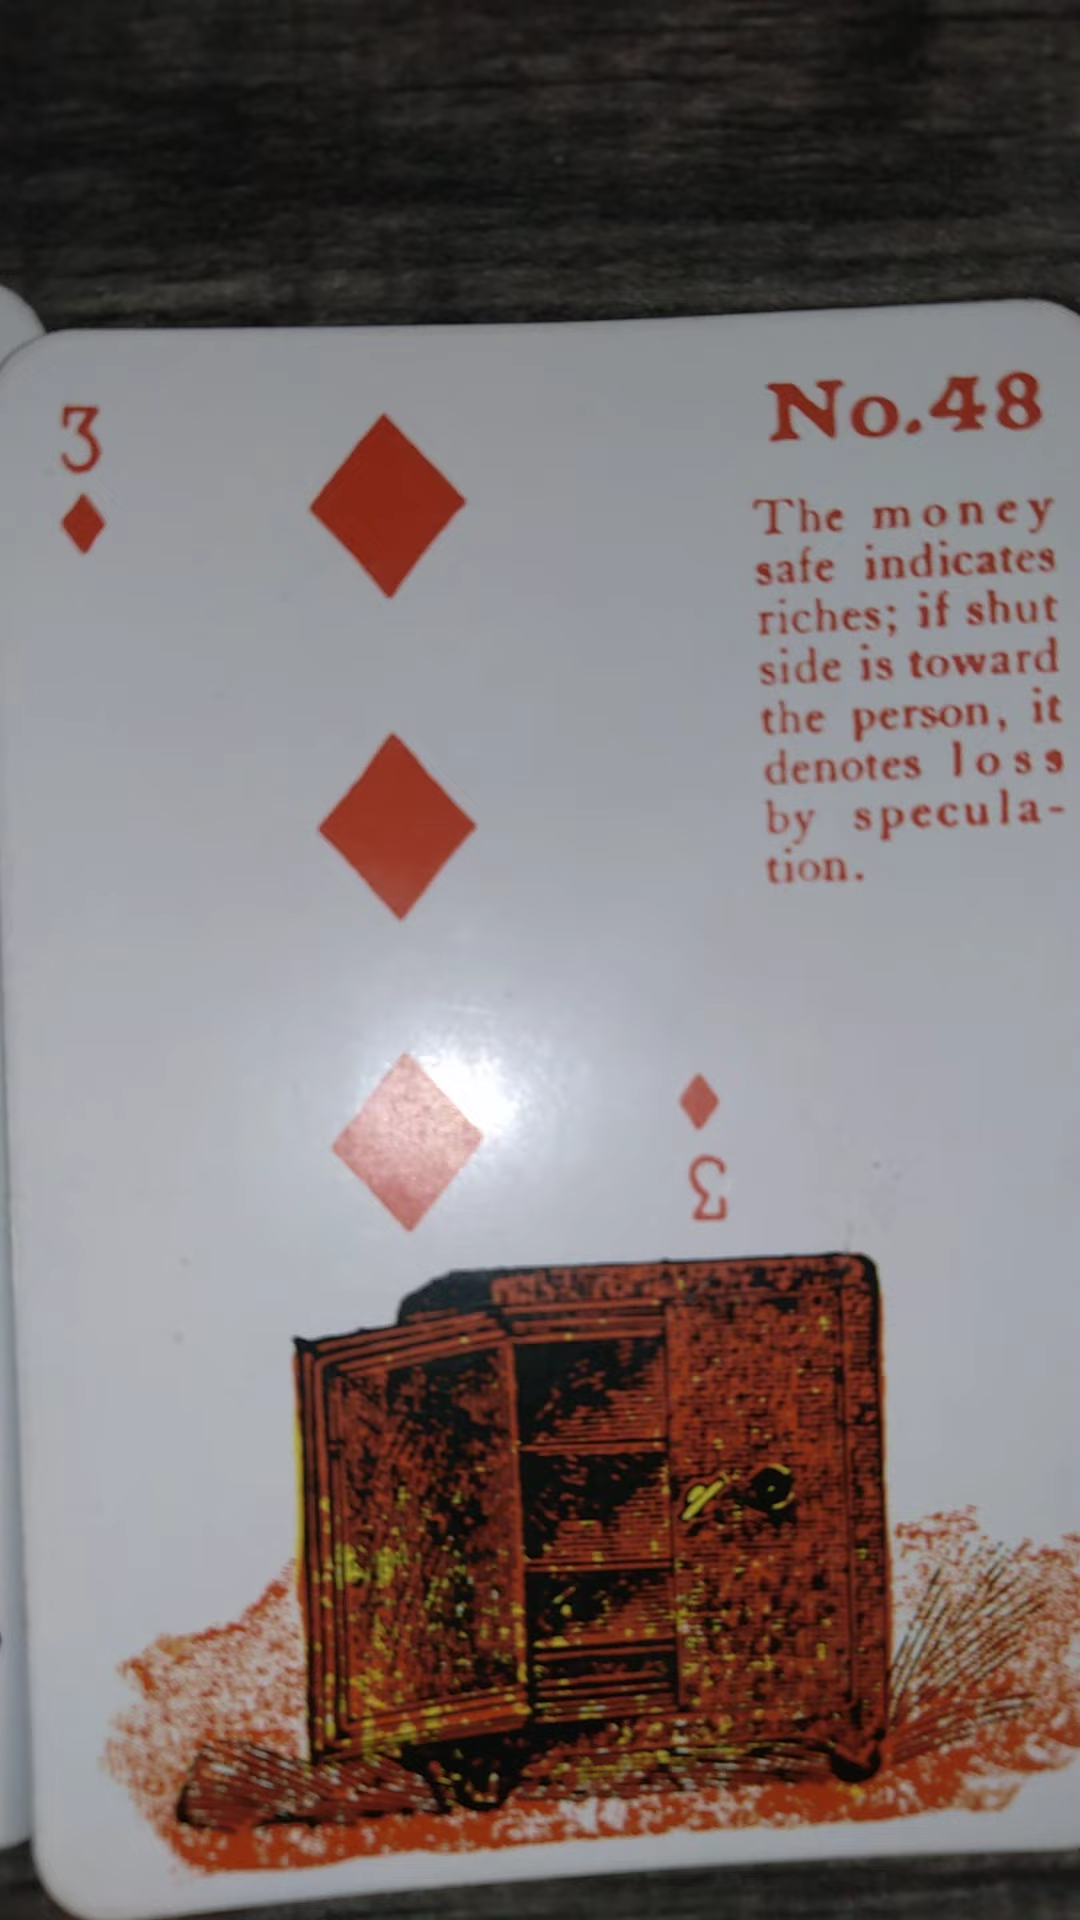 3
No.48
The money
safe indicates
riches; if shut
side is toward
the person, it
denotes loss
by specula-
tion.
3